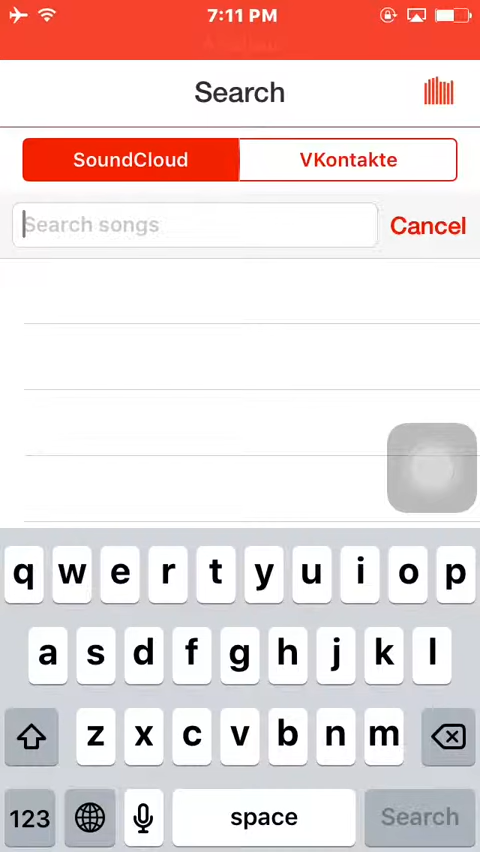 7:11 PM
Search
SoundCloud VKontakte
Search songs Cancel
q w e r t y u i o p
a s d f g h j k l
z x c v b n m
123 space Search